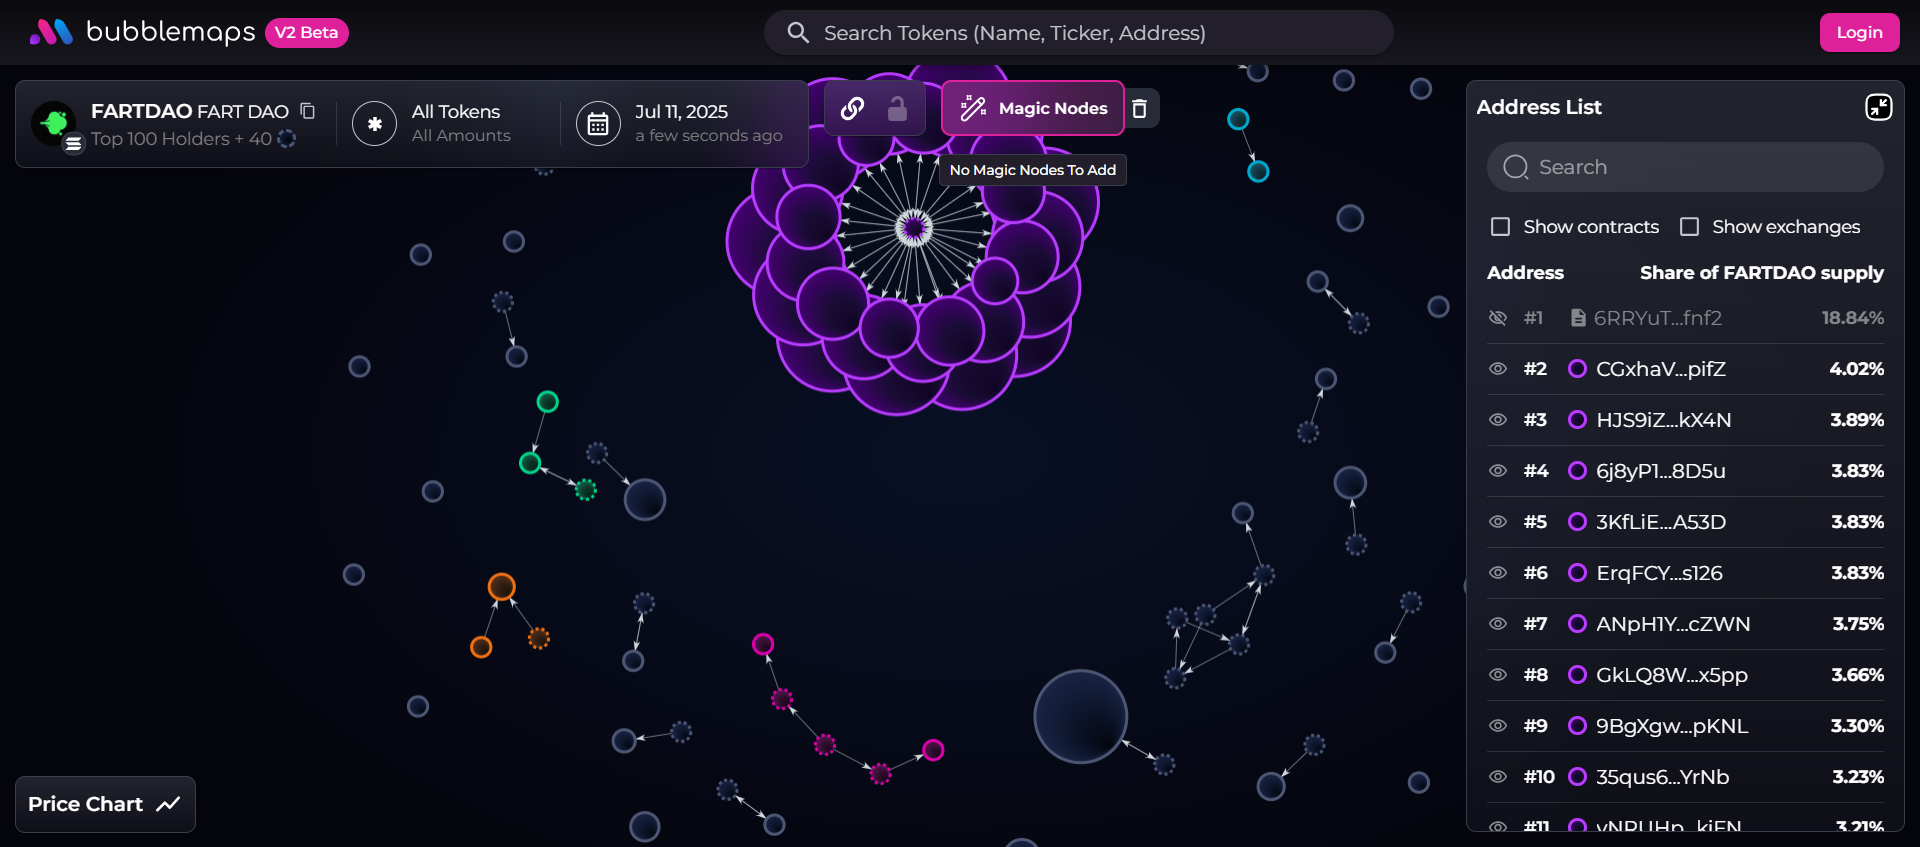 bubblemaps V2 Beta
Search Tokens (Name, Ticker, Address)
Login
FARTDAO FART DAO
Top 100 Holders + 40
All Tokens
All Amounts
Jul 11, 2025
a few seconds ago
Magic Nodes
No Magic Nodes To Add
Address List
Search
Show contracts Show exchanges
Address Share of FARTDAO supply
#1 6RRYuT...fnf2 18.84%
#2 CGxhaV...pifZ 4.02%
#3 HJS9iZ...kX4N 3.89%
#4 6j8yP1...8D5u 3.83%
#5 3KfLiE...A53D 3.83%
#6 ErqFCY...s126 3.83%
#7 ANpH1Y...cZWN 3.75%
#8 GkLQ8W...x5pp 3.66%
#9 9BgXgw...pKNL 3.30%
#10 35qus6...YrNb 3.23%
#11 3.21%
Price Chart